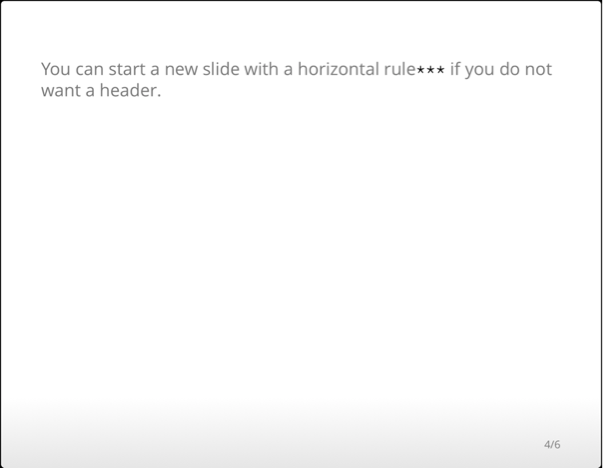 You can start a new slide with a horizontal rule*** if you do not
want a header.
4/6